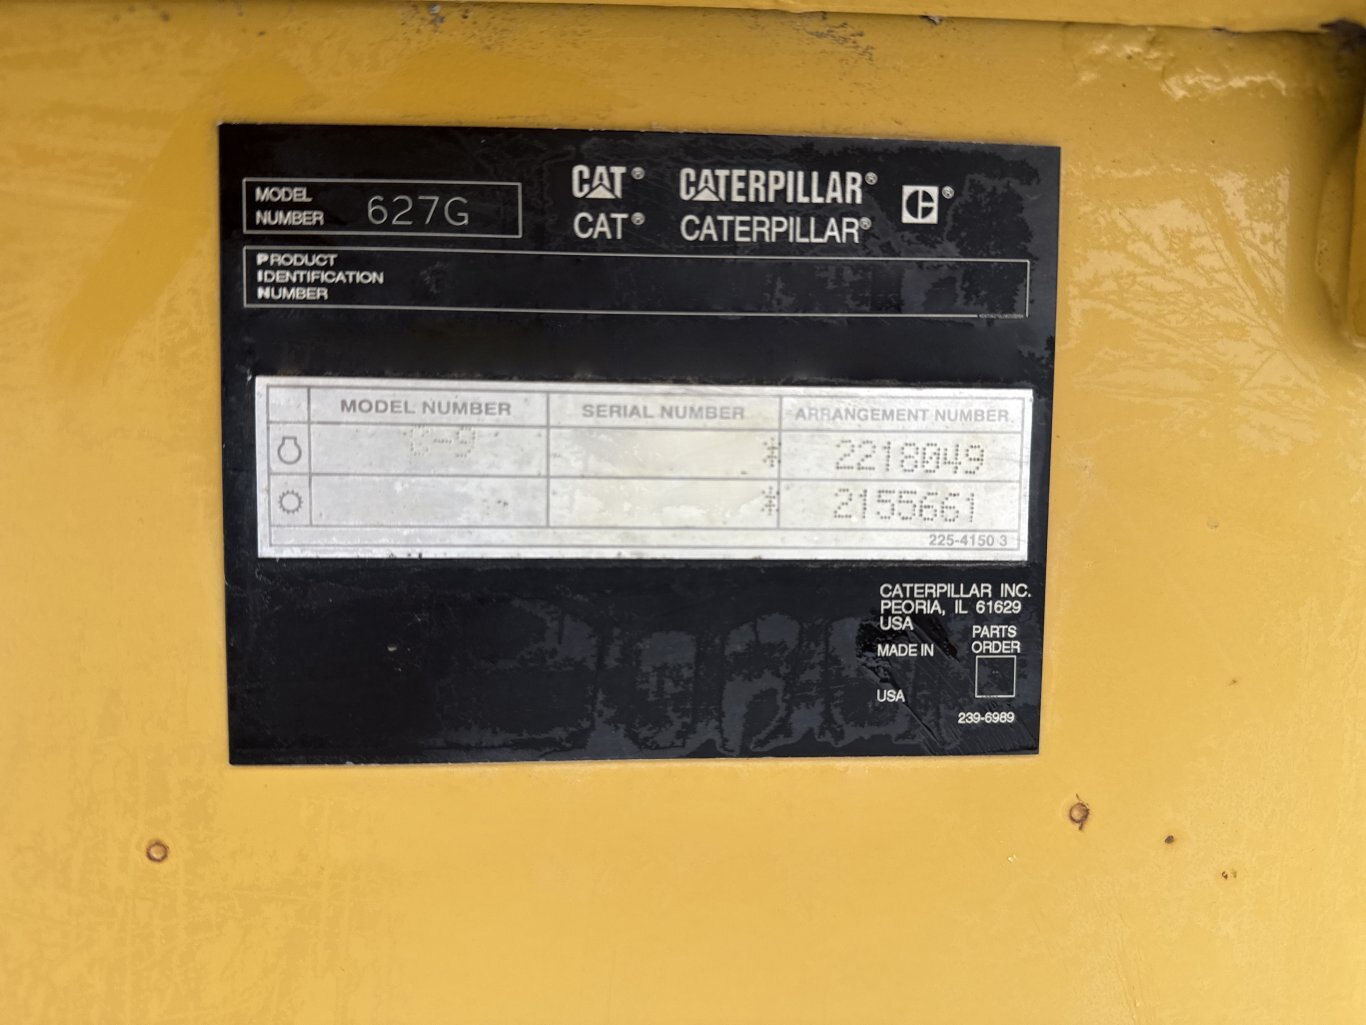 MODEL NUMBER 627G
CAT® CATERPILLAR® ®
CAT® CATERPILLAR®
PRODUCT
IDENTIFICATION
NUMBER
MODEL NUMBER SERIAL NUMBER ARRANGEMENT NUMBER
C-9 * 2218049
* 2155661
225-4150 3
CATERPILLAR INC.
PEORIA, IL 61629
USA
PARTS
ORDER
MADE IN
USA
239-6989